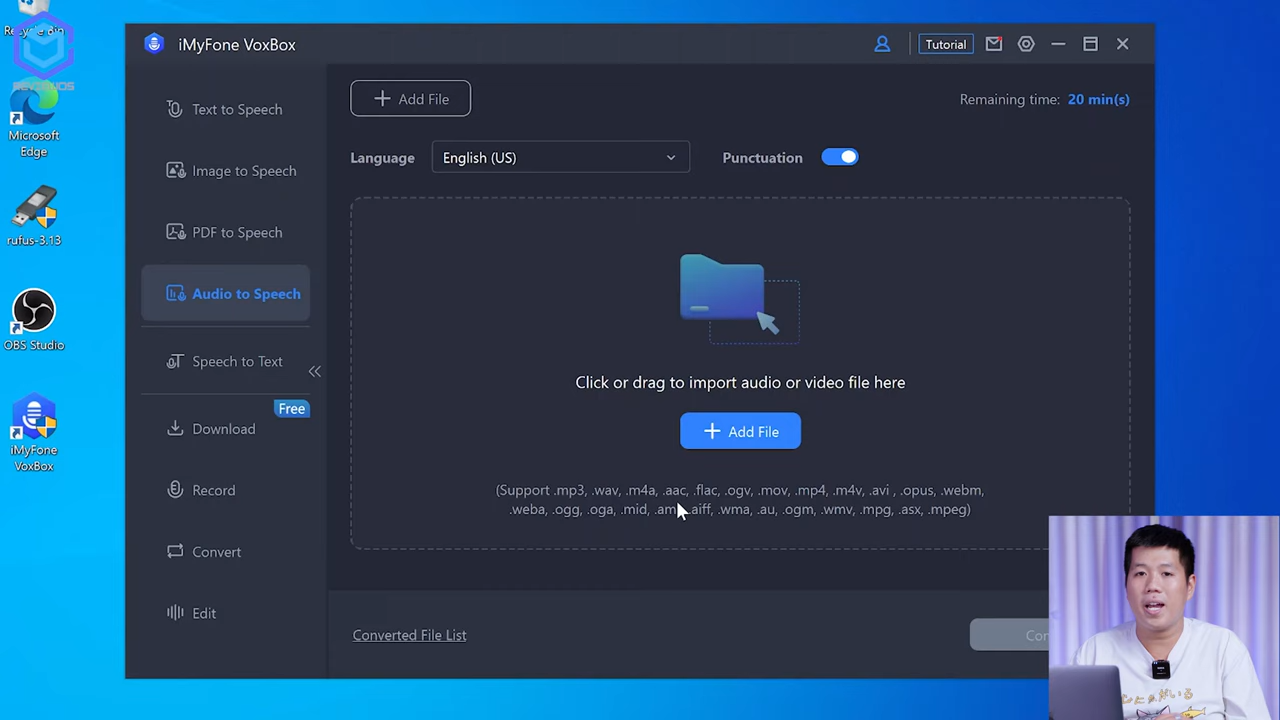 Recycle Bin
REVIEWOS
Microsoft
Edge
rufus-3.13
OBS Studio
iMyFone
VoxBox
iMyFone VoxBox
Tutorial
Text to Speech
Image to Speech
PDF to Speech
Audio to Speech
Speech to Text
Free
Download
Record
Convert
Edit
+ Add File
Remaining time: 20 min(s)
Language English (US) Punctuation
Click or drag to import audio or video file here
+ Add File
(Support .mp3, .wav, .m4a, .aac, .flac, .ogv, .mov, .mp4, .m4v, .avi , .opus, .webm,
.weba, .ogg, .oga, .mid, .aiff, .wma, .au, .ogm, .wmv, .mpg, .asx, .mpeg)
Converted File List